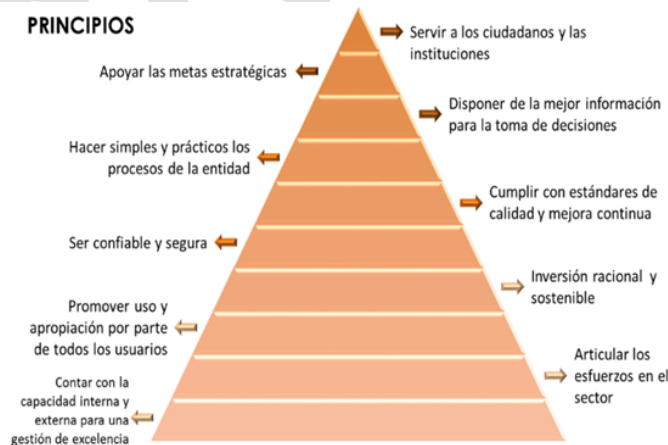 PRINCIPIOS
Servir a los ciudadanos y las
instituciones
Apoyar las metas estratégicas
Disponer de la mejor información
para la toma de decisiones
Hacer simples y prácticos los
procesos de la entidad
Cumplir con estándares de
calidad y mejora continua
Ser confiable y segura
Inversión racional y
sostenible
Promover uso y
apropiación por parte
de todos los usuarios
Articular los
esfuerzos en el
sector
Contar con la
capacidad interna y
externa para una
gestión de excelencia